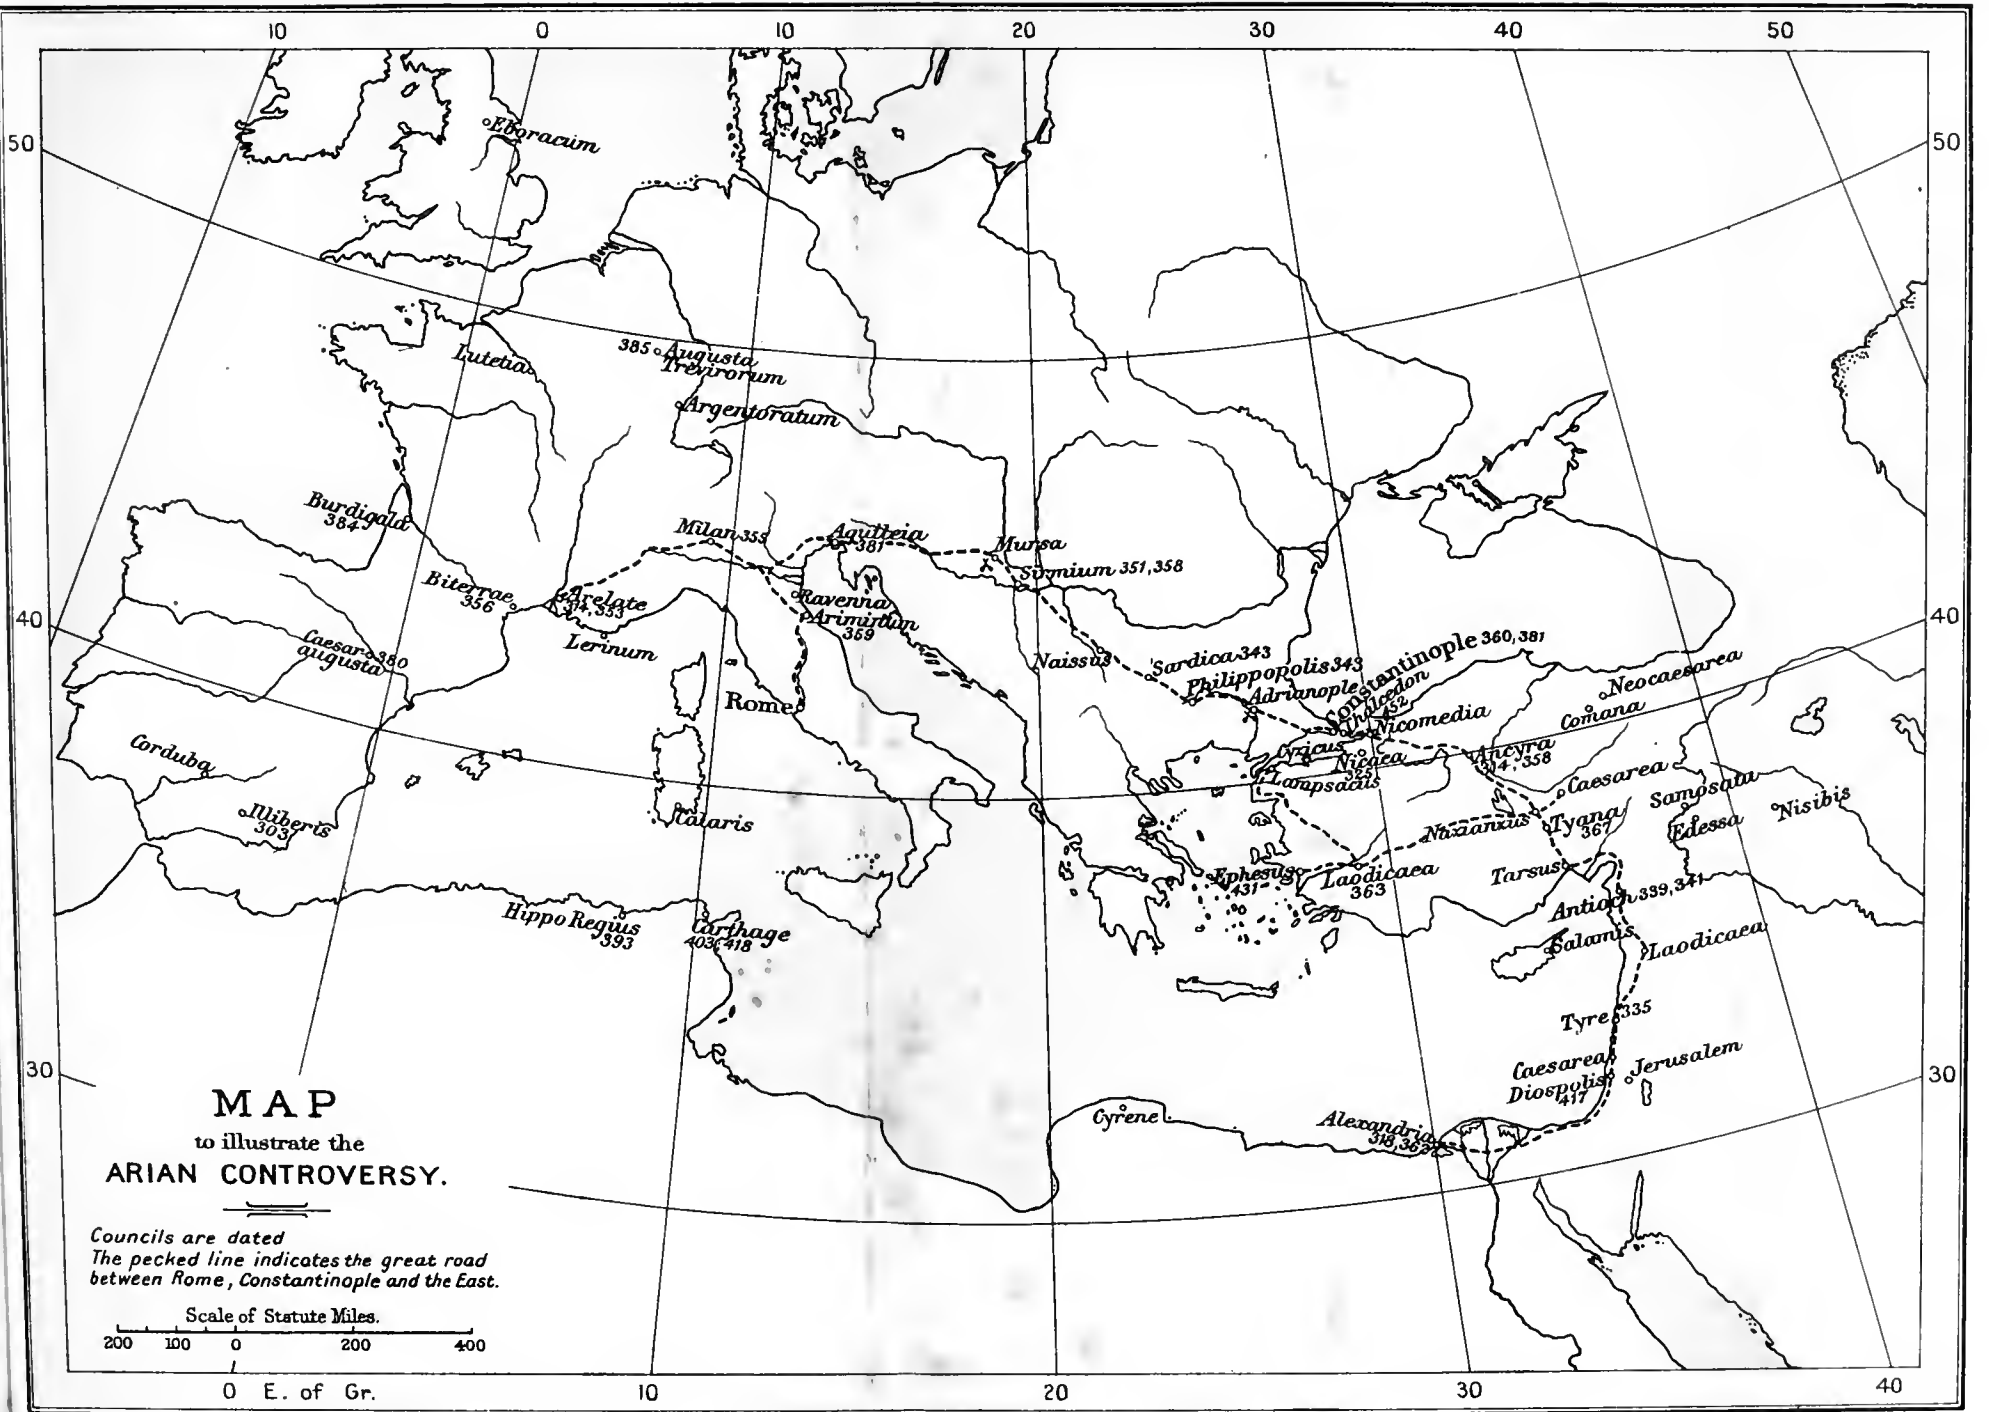 10 0 10 20 30 40 50
50
Eboracum
50
Lutetia
385 Augusta
Trevirorum
Argentoratum
Burdigala
384
Milan 355
Aquileia
381
Mursa
Sirmium 351, 358
Biterrae
356
Arelate
314, 353
Lerinum
Ravenna
Ariminum
359
40
40
Caesar- 380
augusta
Naissus
Sardica 343
Philippopolis 343
Adrianople
Constantinople 360, 381
Chalcedon
452
Nicomedia
Neocaesarea
Comana
Rome
Corduba
Illiberis
303
Calaris
Cyzicus
Nicaea
325
Lampsacus
Ancyra
314, 358
Caesarea
Samosata
Nisibis
Edessa
Nazianzus
Tyana
367
Tarsus
Ephesus
431
Laodicaea
363
Antioch 339, 341
Salamis
Laodicaea
Hippo Regius
393
Carthage
403, 418
Tyre 335
Caesarea
Diospolis
417
Jerusalem
30
30
Cyrene
Alexandria
318, 362
MAP
to illustrate the
ARIAN CONTROVERSY.
Councils are dated
The pecked line indicates the great road
between Rome, Constantinople and the East.
Scale of Statute Miles.
200 100 0 200 400
0 E. of Gr. 10 20 30 40